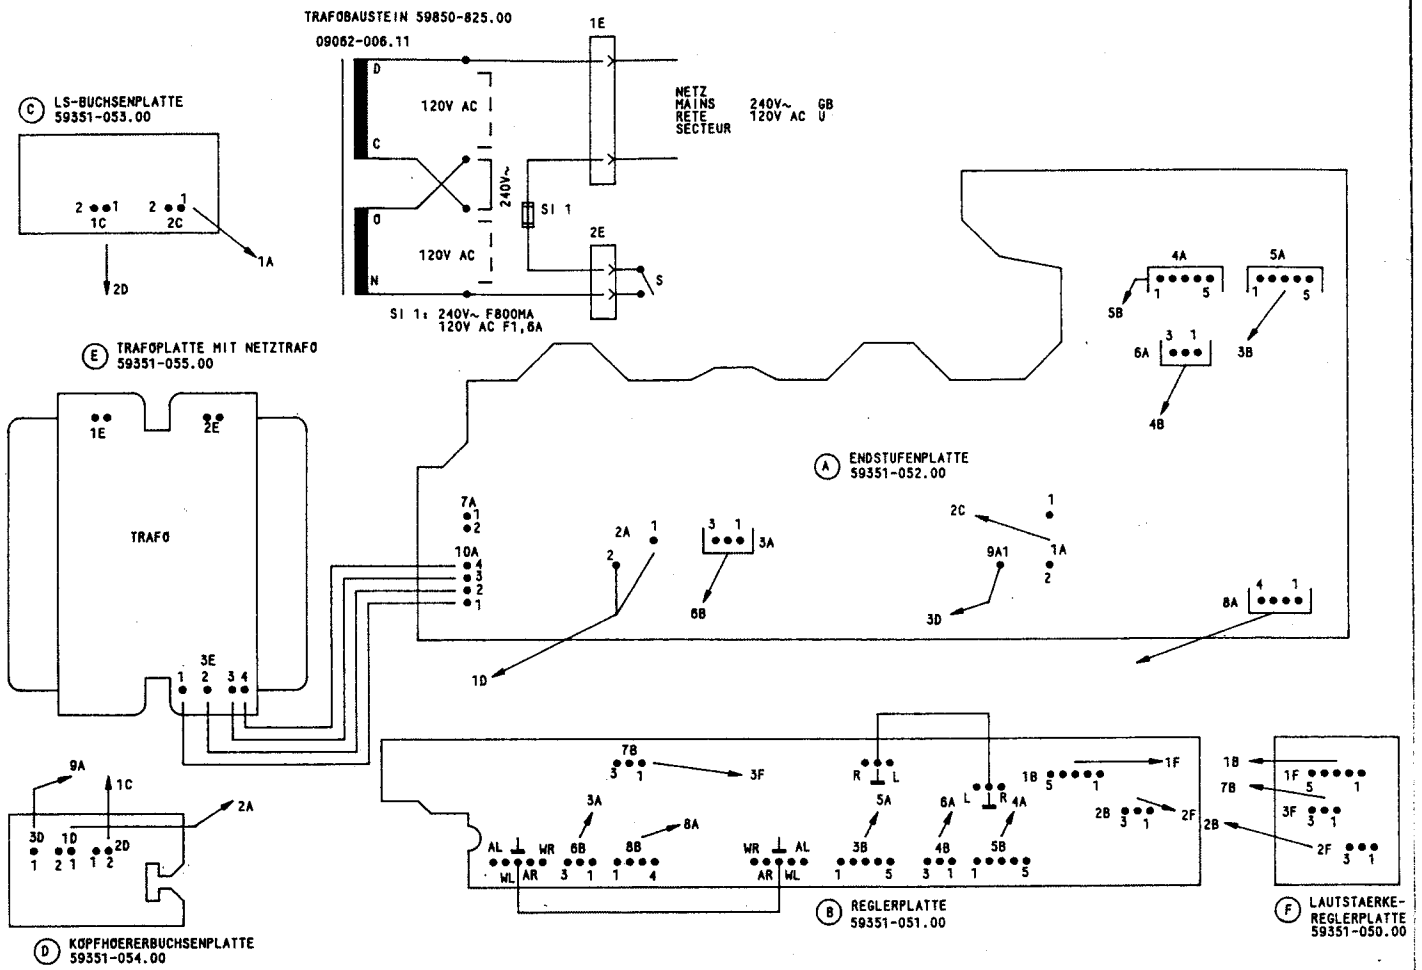 TRAFOBAUSTEIN 59850-825.00
09062-006.11
1E
D
120V AC
C
240V~
O
120V AC
N
SI 1
2E
S
SI 1: 240V~ F800MA
120V AC F1,6A
NETZ
MAINS 240V~ GB
RETE 120V AC U
SECTEUR
C
LS-BUCHSENPLATTE
59351-053.00
2 1
1C
2 1
2C
1A
2D
E
TRAFOPLATTE MIT NETZTRAFO
59351-055.00
1E
2E
TRAFO
3E
1 2 3 4
4A
1 5
5B
5A
1 5
3B
3 1
6A
4B
A
ENDSTUFENPLATTE
59351-052.00
7A
1
2
10A
4
3
2
1
2A
1
2
1D
3 1
3A
6B
2C
1
1A
2
9A1
3D
4 1
8A
9A
1C
2A
3D
1
1D
2 1
2D
1 2
D
KOPFHOERERBUCHSENPLATTE
59351-054.00
7B
3 1
3F
3A
8A
AL WR
WL AR
6B
3 1
8B
1 4
WR AL
AR WL
R L
L R
5A
3B
1 5
6A
4B
3 1
4A
5B
1 5
1B
5 1
1F
2B
3 1
2F
B
REGLERPLATTE
59351-051.00
1B
1F
5 1
7B
3F
3 1
2B
2F
3 1
F
LAUTSTAERKE-
REGLERPLATTE
59351-050.00